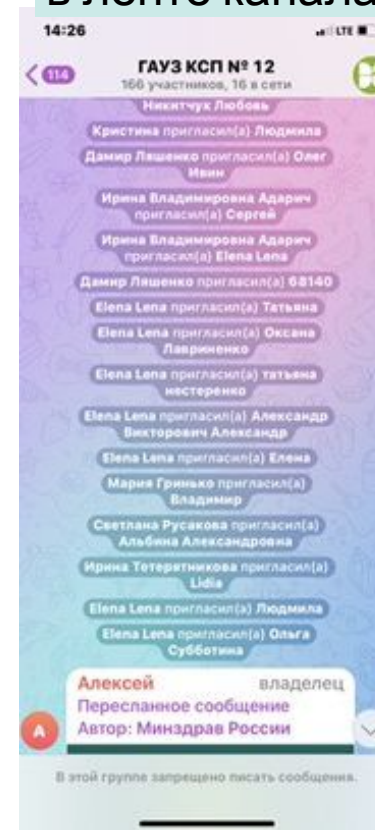 в ленте канала
14:26
LTE
114
ГАУЗ КСП № 12
166 участников, 16 в сети
Никитчук Любовь
Кристина пригласил(а) Людмила
Дамир Ляшенко пригласил(а) Олег
Ивин
Ирина Владимировна Адарич
пригласил(а) Сергей
Ирина Владимировна Адарич
пригласил(а) Elena Lena
Дамир Ляшенко пригласил(а) 68140
Elena Lena пригласил(а) Татьяна
Elena Lena пригласил(а) Оксана
Лавриненко
Elena Lena пригласил(а) татьяна
нестеренко
Elena Lena пригласил(а) Александр
Викторович Александр
Elena Lena пригласил(а) Елена
Мария Гринько пригласил(а)
Владимир
Светлана Русакова пригласил(а)
Альбина Александровна
Ирина Тетерятникова пригласил(а)
Lidia
Elena Lena пригласил(а) Людмила
Elena Lena пригласил(а) Ольга
Субботина
Алексей владелец
Пересланное сообщение
Автор: Минздрав России
А
В этой группе запрещено писать сообщения.